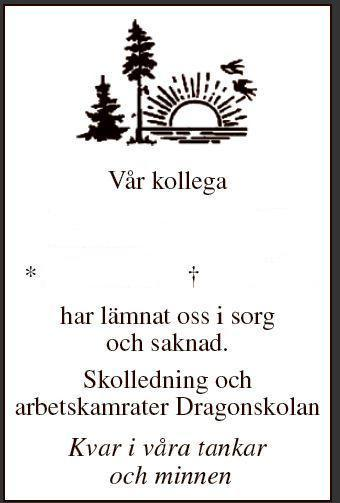 Vår kollega
* †
har lämnat oss i sorg
och saknad.
Skolledning och
arbetskamrater Dragonskolan
Kvar i våra tankar
och minnen